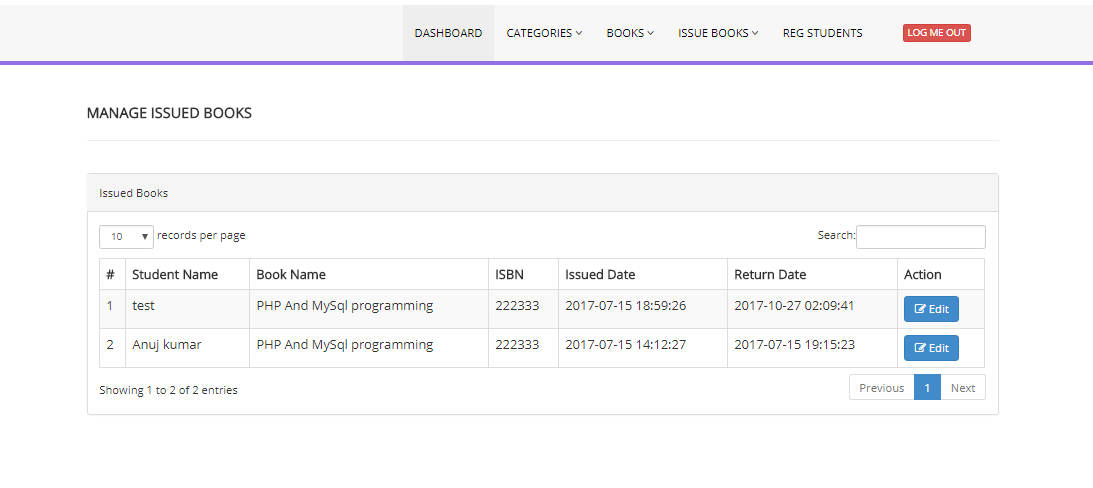 DASHBOARD CATEGORIES BOOKS ISSUE BOOKS REG STUDENTS LOG ME OUT
MANAGE ISSUED BOOKS
Issued Books
10 records per page Search:
# Student Name Book Name ISBN Issued Date Return Date Action
1 test PHP And MySql programming 222333 2017-07-15 18:59:26 2017-10-27 02:09:41 Edit
2 Anuj kumar PHP And MySql programming 222333 2017-07-15 14:12:27 2017-07-15 19:15:23 Edit
Showing 1 to 2 of 2 entries Previous 1 Next